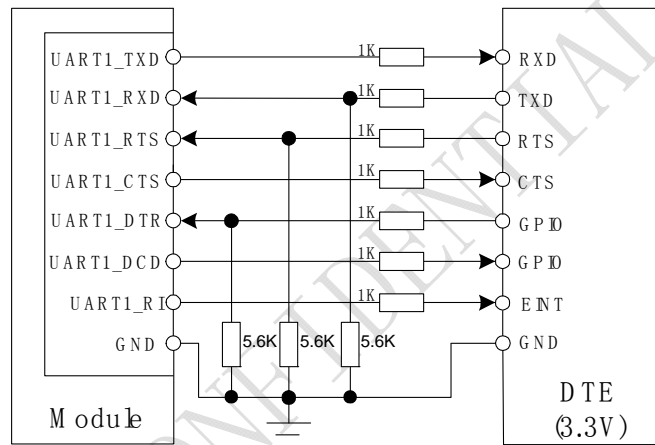 UART1_TXD 1K RXD
UART1_RXD 1K TXD
UART1_RTS 1K RTS
UART1_CTS 1K CTS
UART1_DTR 1K GPIO
UART1_DCD 1K GPIO
UART1_RI 1K EINT
GND 5.6K 5.6K 5.6K GND
Module
DTE
(3.3V)
ONFIDENTIAL